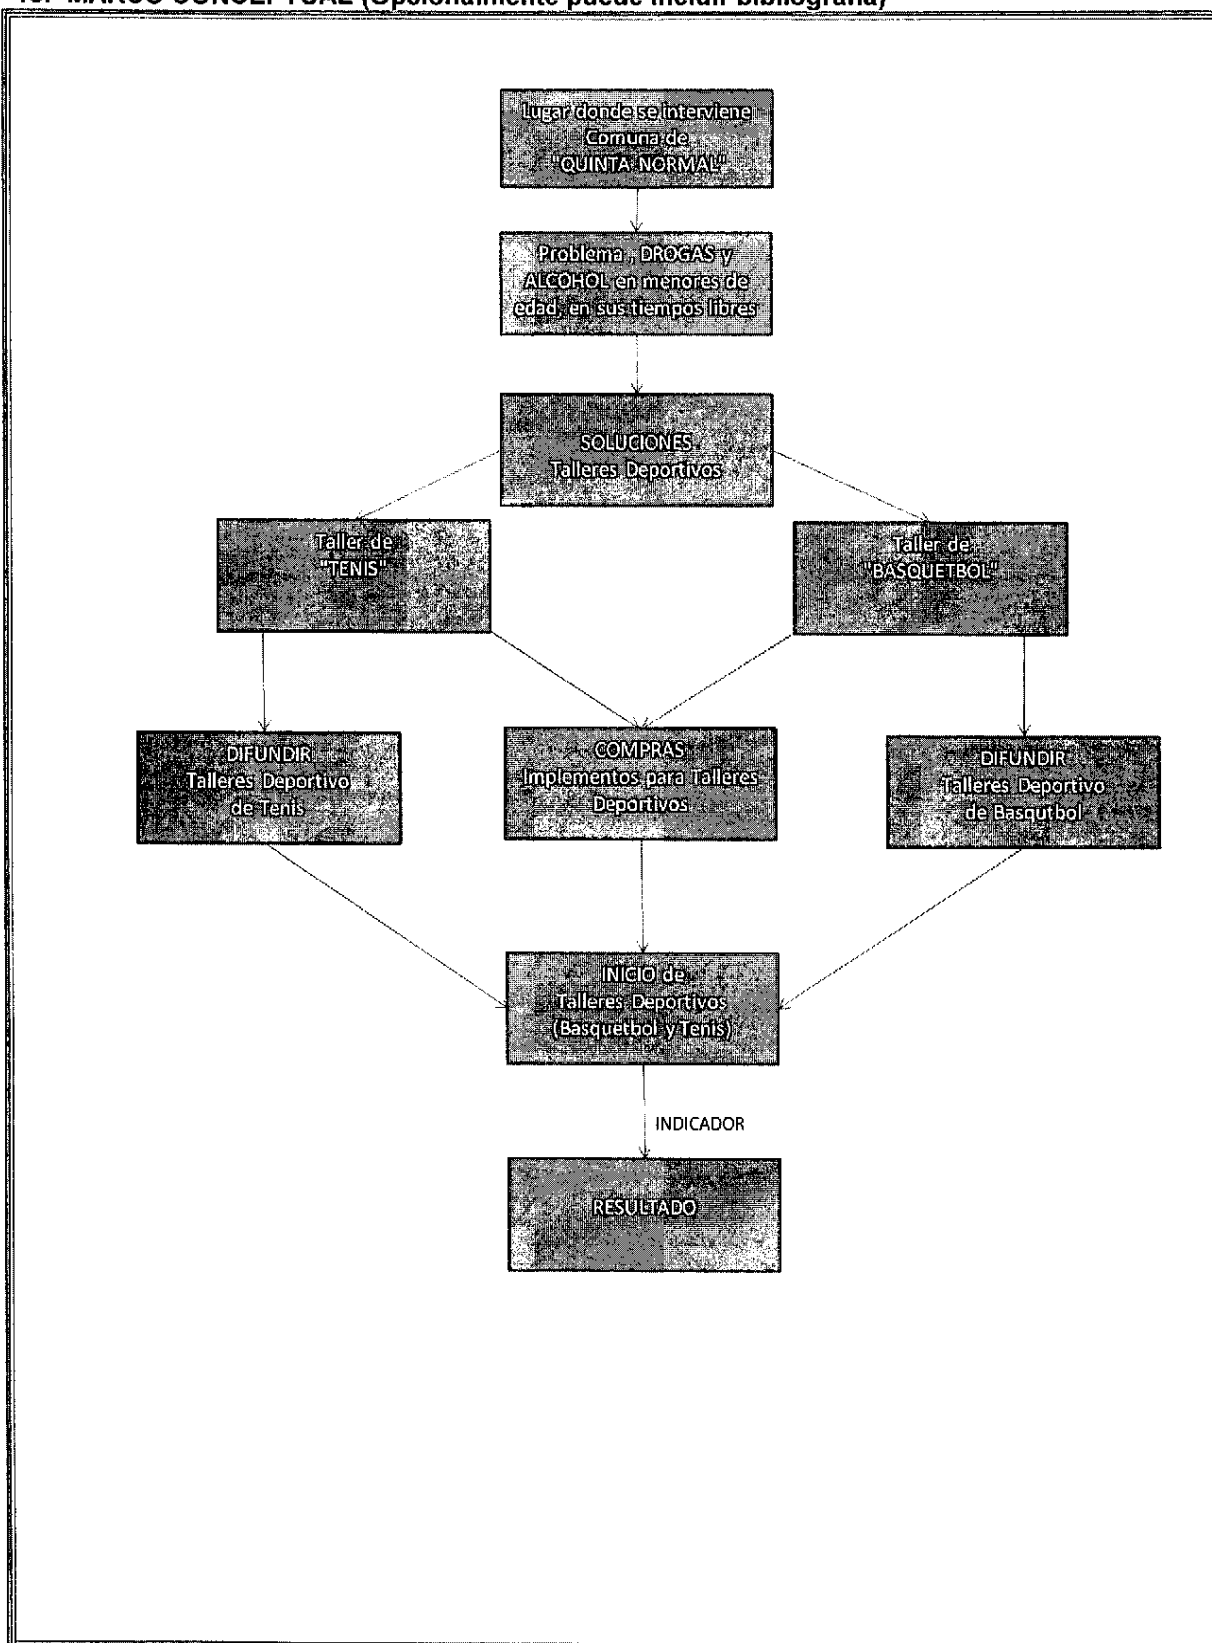 MARCO CONCEPTUAL (Opcionalmente puede incluir bibliografía)
Lugar donde se interviene
Comuna de
"QUINTA NORMAL"
Problema , DROGAS y
ALCOHOL en menores de
edad, en sus tiempos libres
SOLUCIONES
Talleres Deportivos
Taller de
"TENIS"
Taller de
"BASQUETBOL"
DIFUNDIR
Talleres Deportivo
de Tenis
COMPRAS
Implementos para Talleres
Deportivos
DIFUNDIR
Talleres Deportivo
de Basqutbol
INICIO de
Talleres Deportivos
(Basquetbol y Tenis)
INDICADOR
RESULTADO